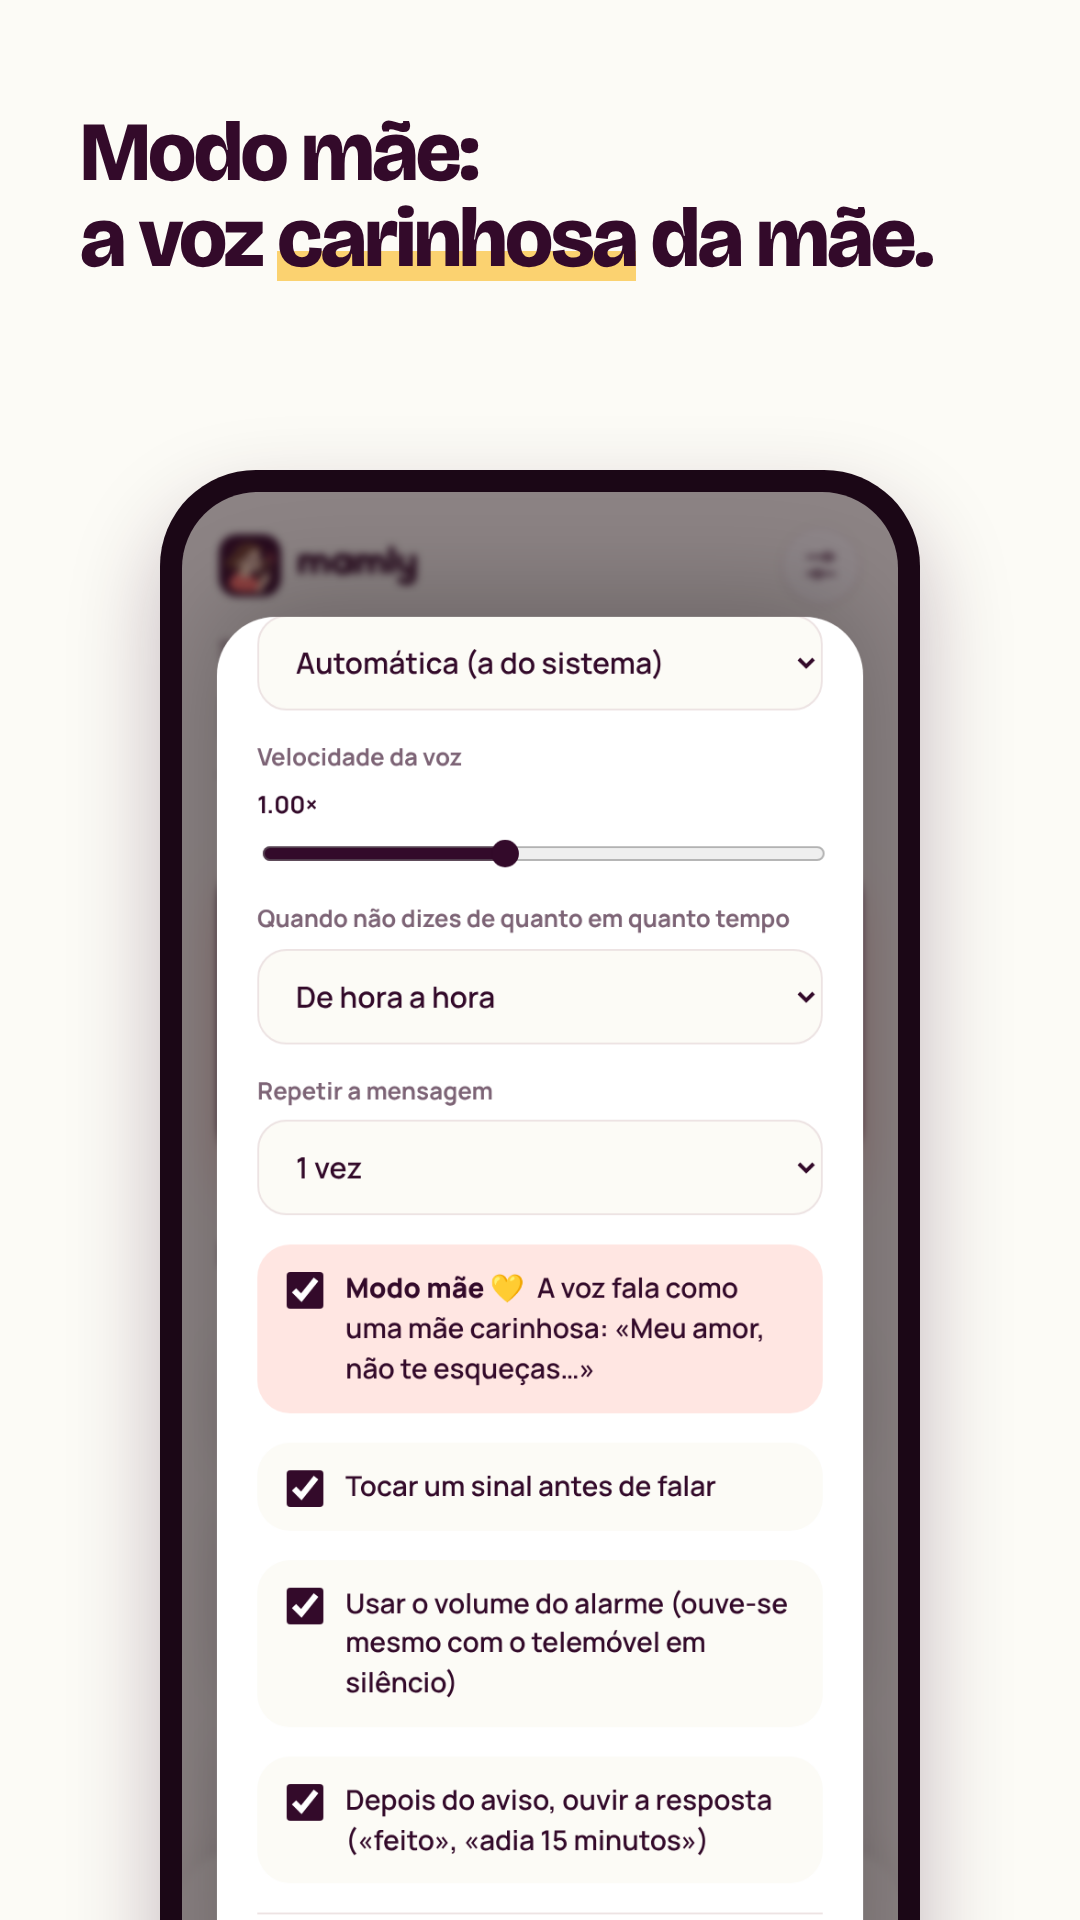 Modo mãe:
a voz carinhosa da mãe.
mamly
Automática (a do sistema)
Velocidade da voz
1.00×
Quando não dizes de quanto em quanto tempo
De hora a hora
Repetir a mensagem
1 vez
Modo mãe 💛 A voz fala como
uma mãe carinhosa: «Meu amor,
não te esqueças…»
Tocar um sinal antes de falar
Usar o volume do alarme (ouve-se
mesmo com o telemóvel em
silêncio)
Depois do aviso, ouvir a resposta
(«feito», «adia 15 minutos»)